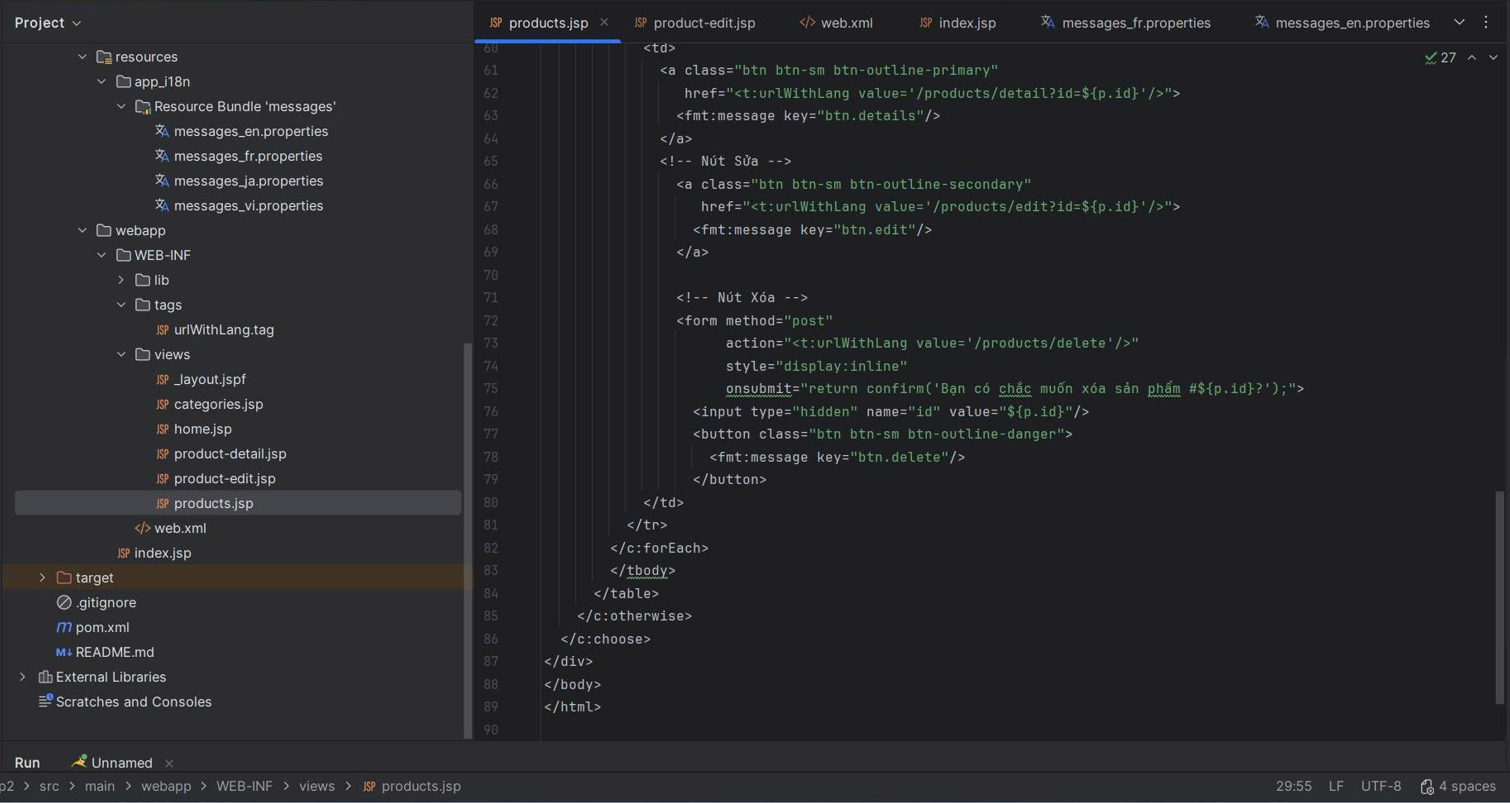 Project
products.jsp
product-edit.jsp
web.xml
index.jsp
messages_fr.properties
messages_en.properties
resources
app_i18n
Resource Bundle 'messages'
messages_en.properties
messages_fr.properties
messages_ja.properties
messages_vi.properties
webapp
WEB-INF
lib
tags
JSP urlWithLang.tag
views
JSP _layout.jspf
JSP categories.jsp
JSP home.jsp
JSP product-detail.jsp
JSP product-edit.jsp
JSP products.jsp
</> web.xml
JSP index.jsp
target
.gitignore
m pom.xml
M↓ README.md
External Libraries
Scratches and Consoles
27
60 <td>
61 <a class="btn btn-sm btn-outline-primary"
62 href="<t:urlWithLang value='/products/detail?id=${p.id}'/>">
63 <fmt:message key="btn.details"/>
64 </a>
65 <!-- Nút Sửa -->
66 <a class="btn btn-sm btn-outline-secondary"
67 href="<t:urlWithLang value='/products/edit?id=${p.id}'/>">
68 <fmt:message key="btn.edit"/>
69 </a>
70
71 <!-- Nút Xóa -->
72 <form method="post"
73 action="<t:urlWithLang value='/products/delete'/>"
74 style="display:inline"
75 onsubmit="return confirm('Bạn có chắc muốn xóa sản phẩm #${p.id}?');">
76 <input type="hidden" name="id" value="${p.id}"/>
77 <button class="btn btn-sm btn-outline-danger">
78 <fmt:message key="btn.delete"/>
79 </button>
80 </td>
81 </tr>
82 </c:forEach>
83 </tbody>
84 </table>
85 </c:otherwise>
86 </c:choose>
87 </div>
88 </body>
89 </html>
90
Run
Unnamed
p2 > src > main > webapp > WEB-INF > views > JSP products.jsp
29:55 LF UTF-8 4 spaces